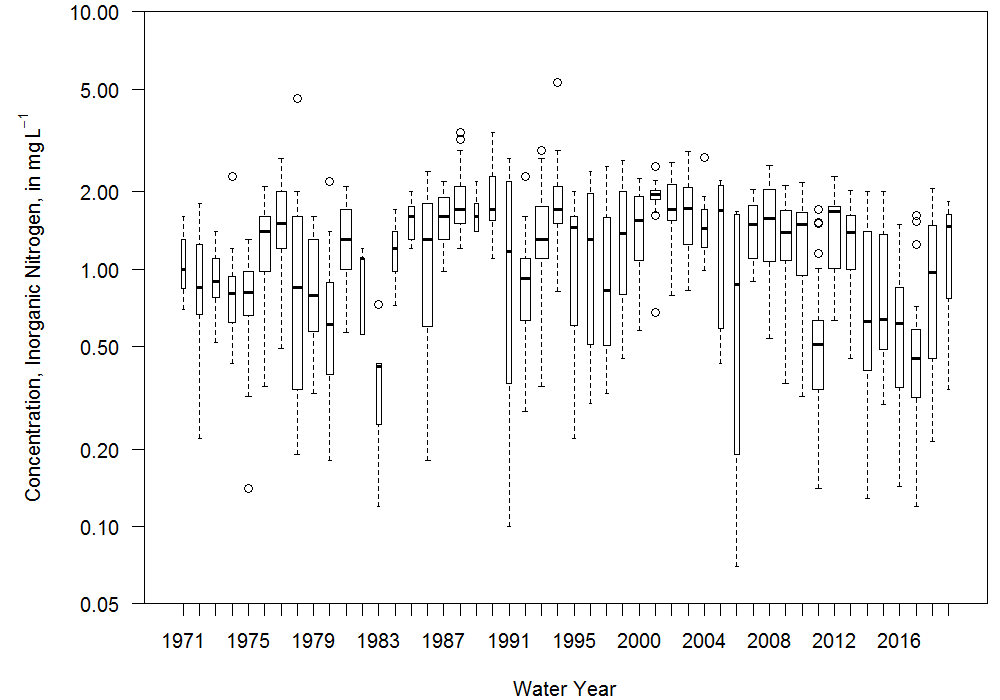 10.00
5.00
2.00
1.00
0.50
0.20
0.10
0.05
Concentration, Inorganic Nitrogen, in mg L⁻¹
1971 1975 1979 1983 1987 1991 1995 2000 2004 2008 2012 2016
Water Year